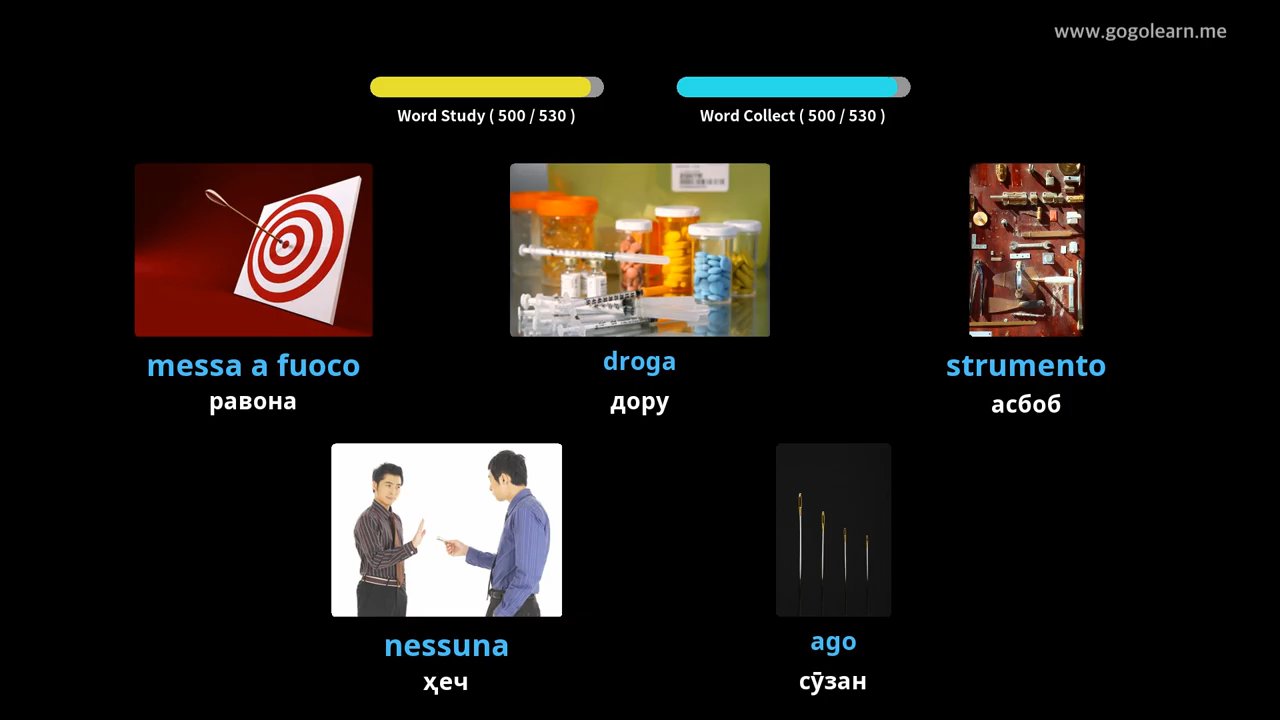 www.gogolearn.me
Word Study ( 500 / 530 )
Word Collect ( 500 / 530 )
messa a fuoco
равона
droga
дору
strumento
асбоб
nessuna
ҳеч
ago
сӯзан